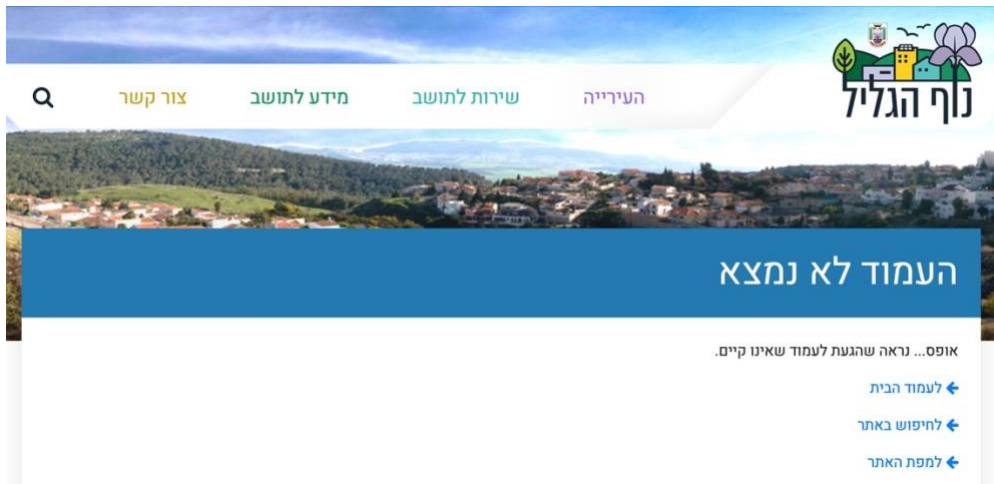 נוף הגליל
העירייה שירות לתושב מידע לתושב צור קשר
העמוד לא נמצא
אופס... נראה שהגעת לעמוד שאינו קיים.
לעמוד הבית
לחיפוש באתר
למפת האתר